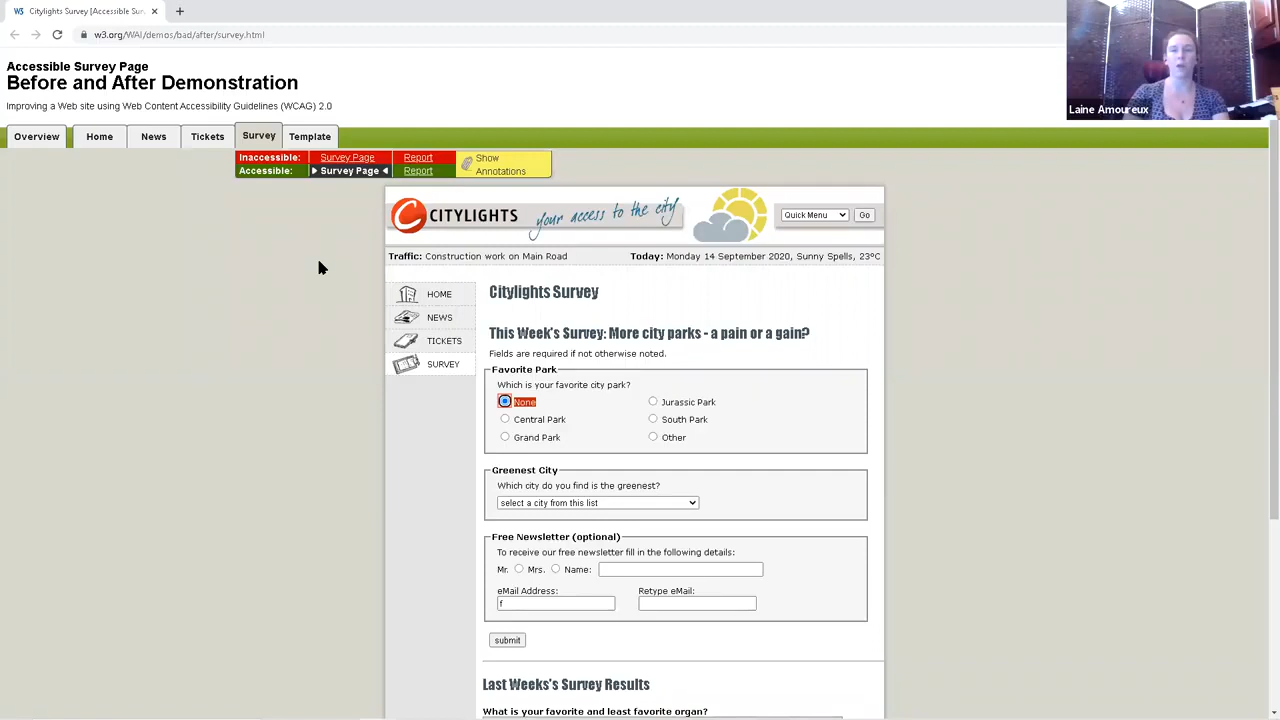 Citylights Survey [Accessible Sur
w3.org/WAI/demos/bad/after/survey.html
Laine Amoureux
Accessible Survey Page
Before and After Demonstration
Improving a Web site using Web Content Accessibility Guidelines (WCAG) 2.0
Overview Home News Tickets Survey Template
Inaccessible: Survey Page Report
Accessible: Survey Page Report
Show Annotations
CITYLIGHTS your access to the city
Quick Menu Go
Traffic: Construction work on Main Road Today: Monday 14 September 2020, Sunny Spells, 23ºC
HOME
NEWS
TICKETS
SURVEY
Citylights Survey
This Week's Survey: More city parks - a pain or a gain?
Fields are required if not otherwise noted.
Favorite Park
Which is your favorite city park?
None Jurassic Park
Central Park South Park
Grand Park Other
Greenest City
Which city do you find is the greenest?
select a city from this list
Free Newsletter (optional)
To receive our free newsletter fill in the following details:
Mr. Mrs. Name:
eMail Address: Retype eMail:
f
submit
Last Weeks's Survey Results
What is your favorite and least favorite organ?